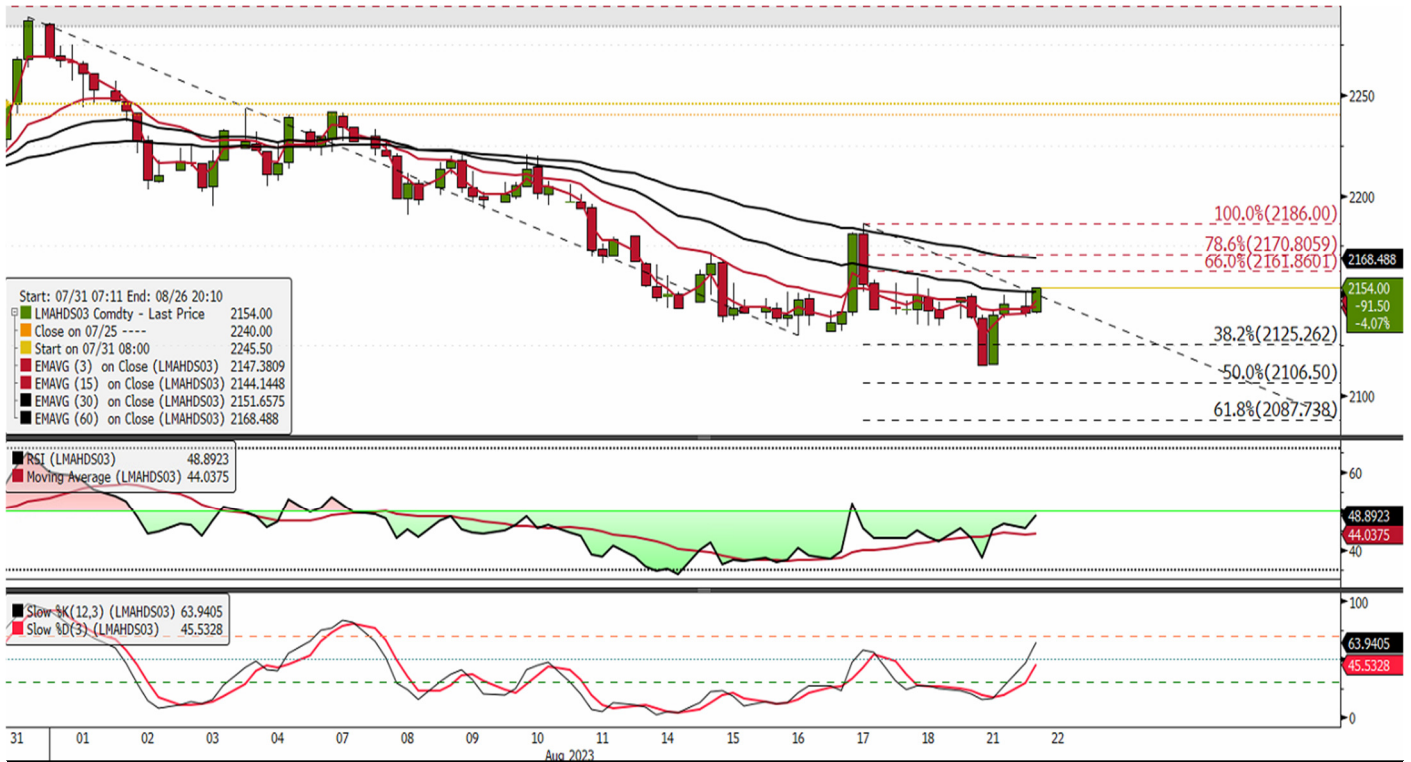 2250
2200
100.0%(2186.00)
78.6%(2170.8059)
66.0%(2161.8601)
2168.488
2154.00
-91.50
-4.07%
38.2%(2125.262)
50.0%(2106.50)
2100
61.8%(2087.738)
Start: 07/31 07:11 End: 08/26 20:10
LMAHDS03 Comdty - Last Price 2154.00
Close on 07/25 ---- 2240.00
Start on 07/31 08:00 2245.50
EMAVG (3) on Close (LMAHDS03) 2147.3809
EMAVG (15) on Close (LMAHDS03) 2144.1448
EMAVG (30) on Close (LMAHDS03) 2151.6575
EMAVG (60) on Close (LMAHDS03) 2168.488
RSI (LMAHDS03) 48.8923
Moving Average (LMAHDS03) 44.0375
60
48.8923
44.0375
40
Slow %K(12,3) (LMAHDS03) 63.9405
Slow %D(3) (LMAHDS03) 45.5328
100
63.9405
45.5328
0
31 01 02 03 04 07 08 09 10 11 14 15 16 17 18 21 22
Aug 2023